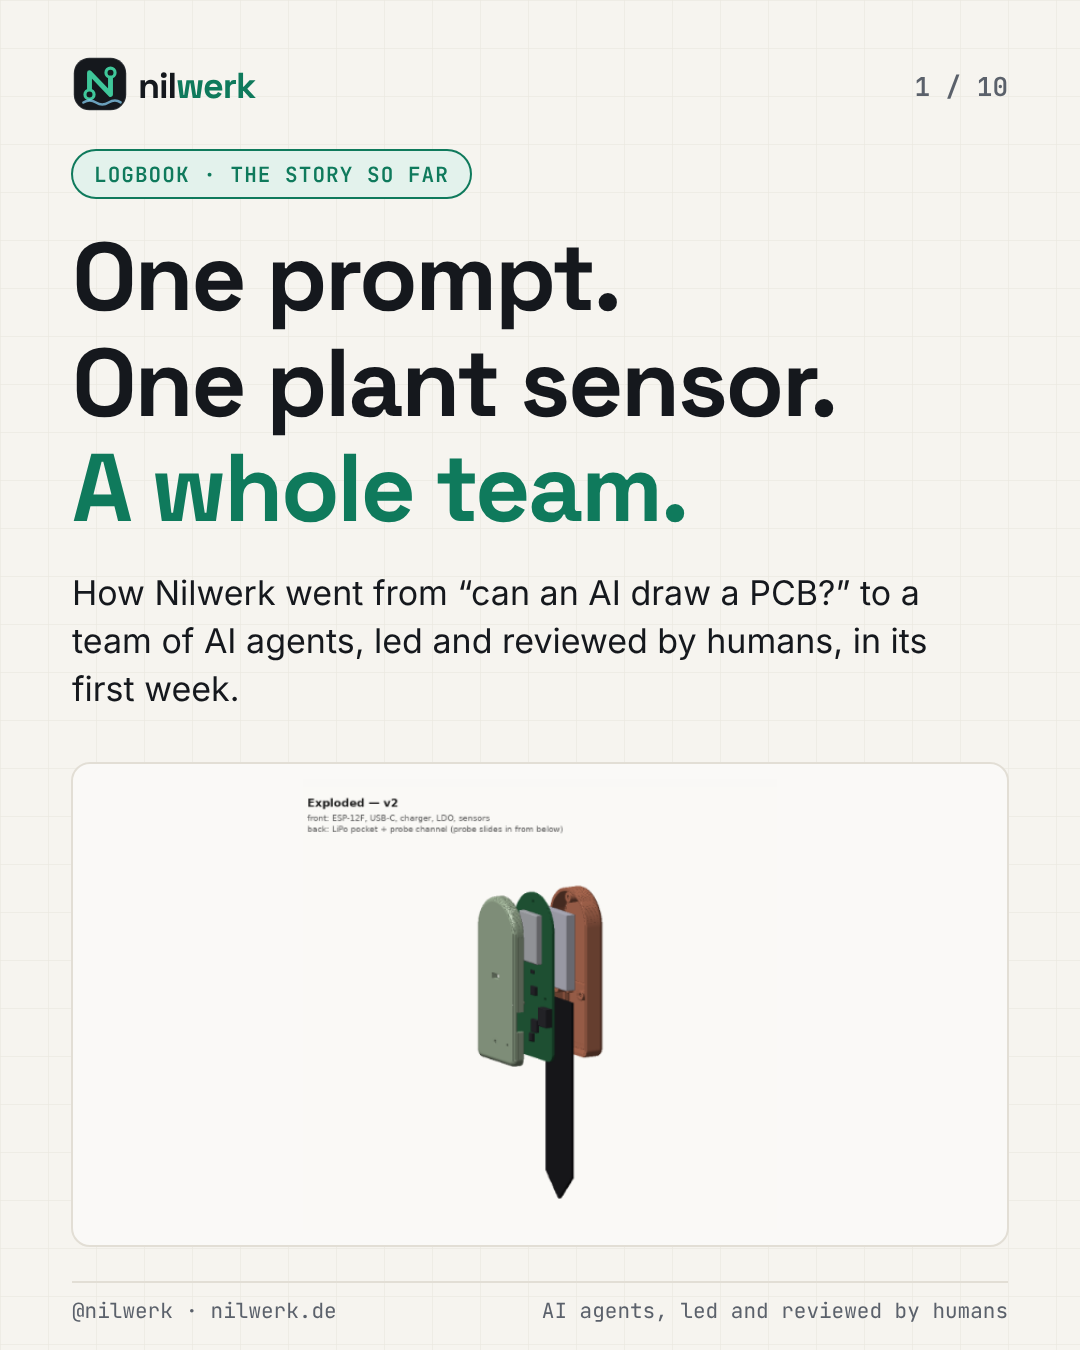 nilwerk
1 / 10
LOGBOOK · THE STORY SO FAR
One prompt.
One plant sensor.
A whole team.
How Nilwerk went from “can an AI draw a PCB?” to a
team of AI agents, led and reviewed by humans, in its
first week.
Exploded — v2
front: ESP-12F, USB-C, charger, LDO, sensors
back: LiPo pocket + probe channel (probe slides in from below)
@nilwerk · nilwerk.de
AI agents, led and reviewed by humans